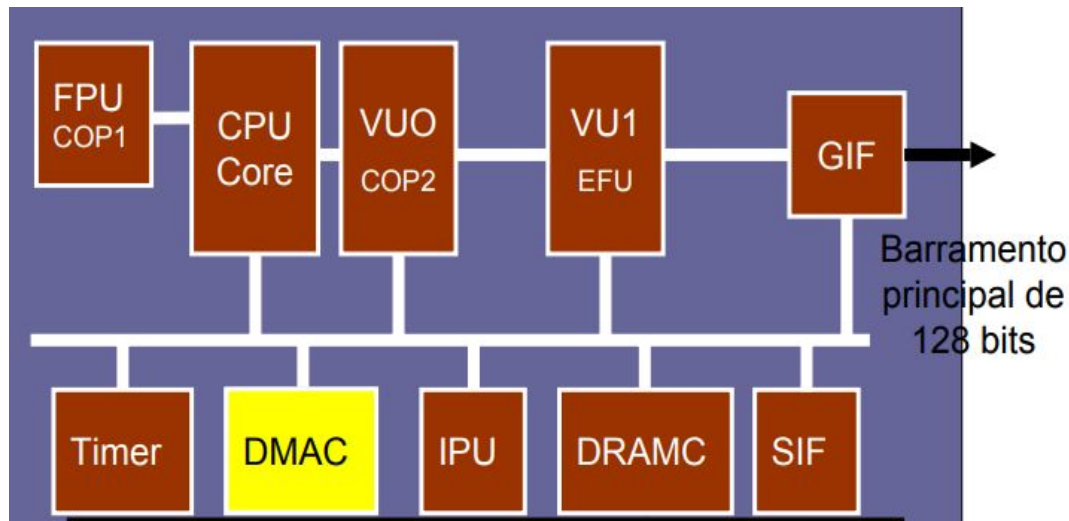 FPU
COP1
CPU
Core
VUO
COP2
VU1
EFU
GIF
Barramento
principal de
128 bits
Timer
DMAC
IPU
DRAMC
SIF